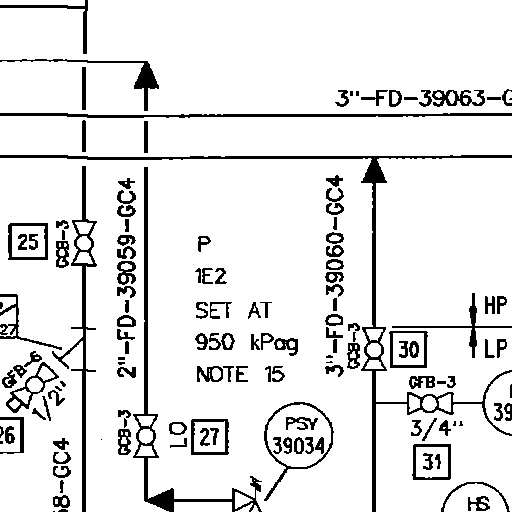 3"-FD-39063-G
2"-FD-39059-GC4
3"-FD-39060-GC4
GCB-3
25
P
1E2
SET AT
950 kPag
NOTE 15
HP
LP
27
GCB-3
30
GFB-6
1/2"
GFB-3
3/4"
39
31
26
GCB-3
LO
27
PSY
39034
8-GC4
HS